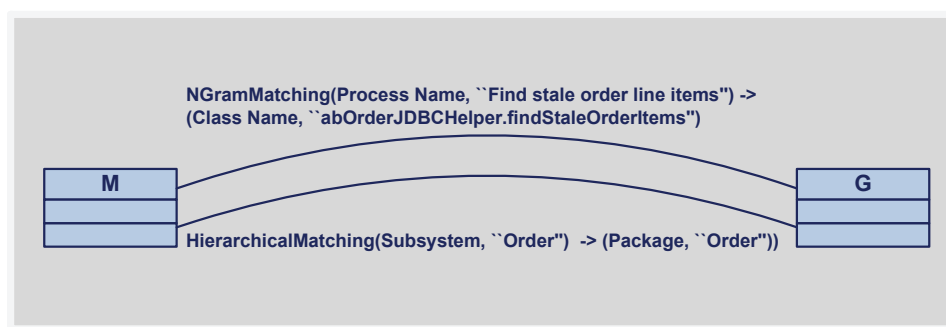 NGramMatching(Process Name, ``Find stale order line items") ->
(Class Name, ``abOrderJDBCHelper.findStaleOrderItems")
M
G
HierarchicalMatching(Subsystem, ``Order")  -> (Package, ``Order"))